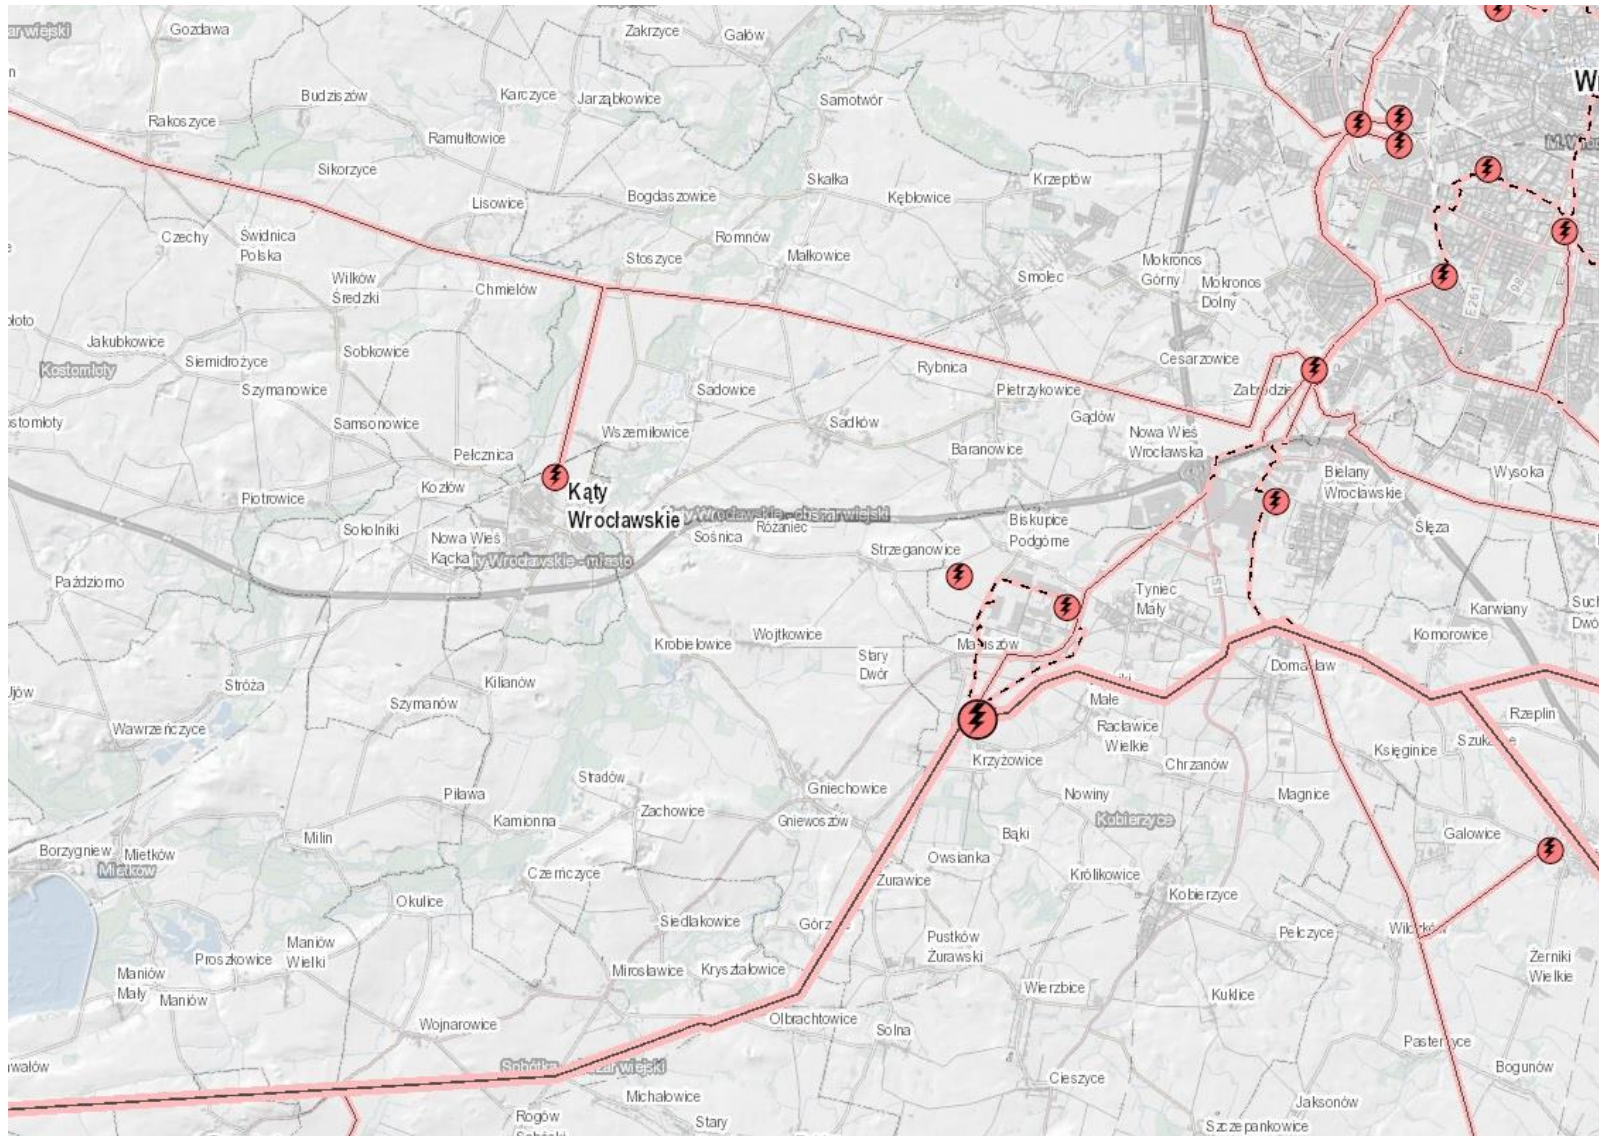 Gozdawa
Zakrzyce
Gałów
Rakoszyce
Budziszów
Karczyce
Jarząbkowice
Samotwór
Ramułtowice
Sikorzyce
Lisowice
Bogdaszowice
Skałka
Kębłowice
Krzeptów
Czechy
Świdnica
Polska
Romnów
Stoszyce
Małkowice
Smolec
Mokronos
Górny
Mokronos
Dolny
E 261
Wilków
Średzki
Chmielów
Jakubkowice
Siemidrożyce
Sobkowice
Kostomłoty
Szymanowice
Sadowice
Rybnica
Cesarzowice
Pietrzykowice
Samsonowice
Wszemiłowice
Sadków
Gądów
Nowa Wieś
Wrocławska
Baranowice
Pełcznica
Kozłów
Piotrowice
Kąty
Wrocławskie
Bielany
Wrocławskie
Wysoka
Ślęza
Sokolniki
Nowa Wieś
Kącka
Sośnica
Różaniec
Strzeganowice
Biskupice
Podgórne
Paździorno
Tyniec
Mały
Karwiany
Komorowice
Krobielowice
Wojtkowice
Stary
Dwór
Stróża
Kilianów
Szymanów
Małe
Racławice
Wielkie
Rzeplin
Wawrzeńczyce
Krzyżowice
Chrzanów
Księginice
Stradów
Gniechowice
Nowiny
Magnice
Piława
Kamionna
Zachowice
Gniewoszów
Kobierzyce
Milin
Bąki
Galowice
Borzygniew
Mietków
Mietków
Owsianka
Czerńczyce
Żurawice
Królikowice
Kobierzyce
Okulice
Siedlakowice
Pełczyce
Maniów
Wielki
Pustków
Żurawski
Proszkowice
Maniów
Mały
Maniów
Mirosławice
Kryształowice
Wierzbice
Kuklice
Żerniki
Wielkie
Wojnarowice
Olbrachtowice
Solna
Bogunów
Cieszyce
Michałowice
Jaksonów
Rogów
Stary
Szczepankowice